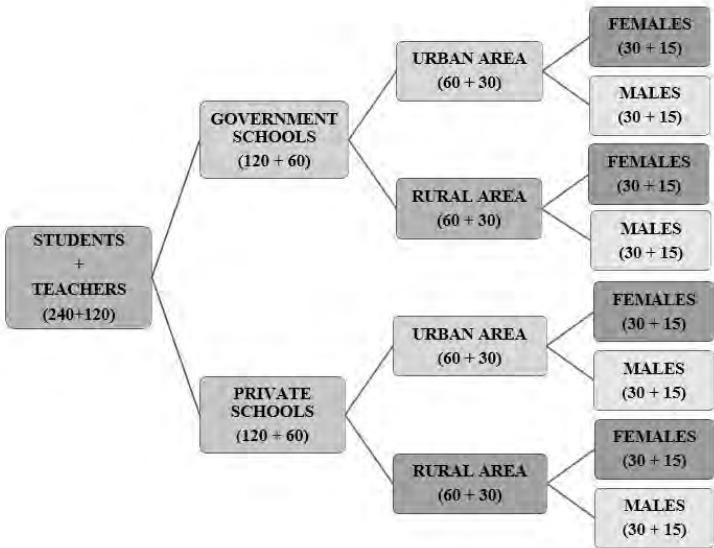 STUDENTS
+
TEACHERS
(240+120)
GOVERNMENT
SCHOOLS
(120 + 60)
URBAN AREA
(60 + 30)
FEMALES
(30 + 15)
MALES
(30 + 15)
RURAL AREA
(60 + 30)
FEMALES
(30 + 15)
MALES
(30 + 15)
PRIVATE
SCHOOLS
(120 + 60)
URBAN AREA
(60 + 30)
FEMALES
(30 + 15)
MALES
(30 + 15)
RURAL AREA
(60 + 30)
FEMALES
(30 + 15)
MALES
(30 + 15)